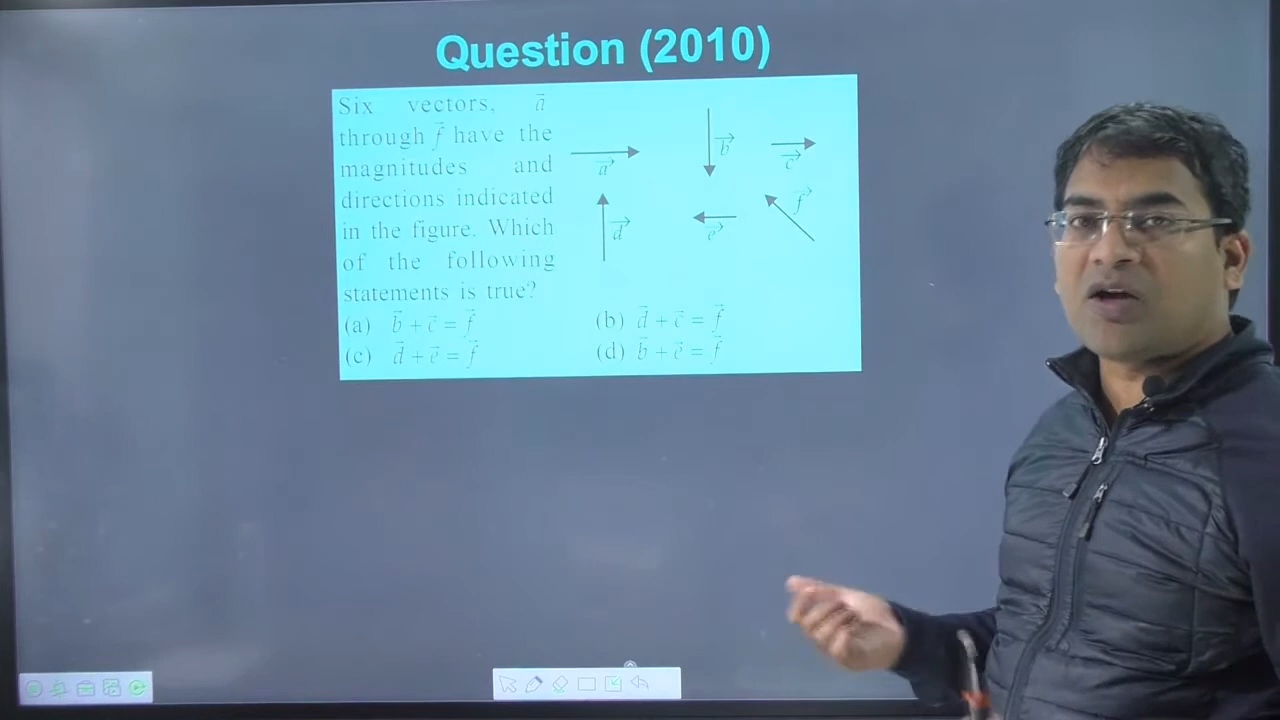 Question (2010)
Six vectors, a⃗
through f⃗ have the
magnitudes and
directions indicated
in the figure. Which
of the following
statements is true?
a⃗
b⃗
c⃗
d⃗
e⃗
f⃗
(a) b⃗ + c⃗ = f⃗ (b) d⃗ + c⃗ = f⃗
(c) d⃗ + e⃗ = f⃗ (d) b⃗ + e⃗ = f⃗